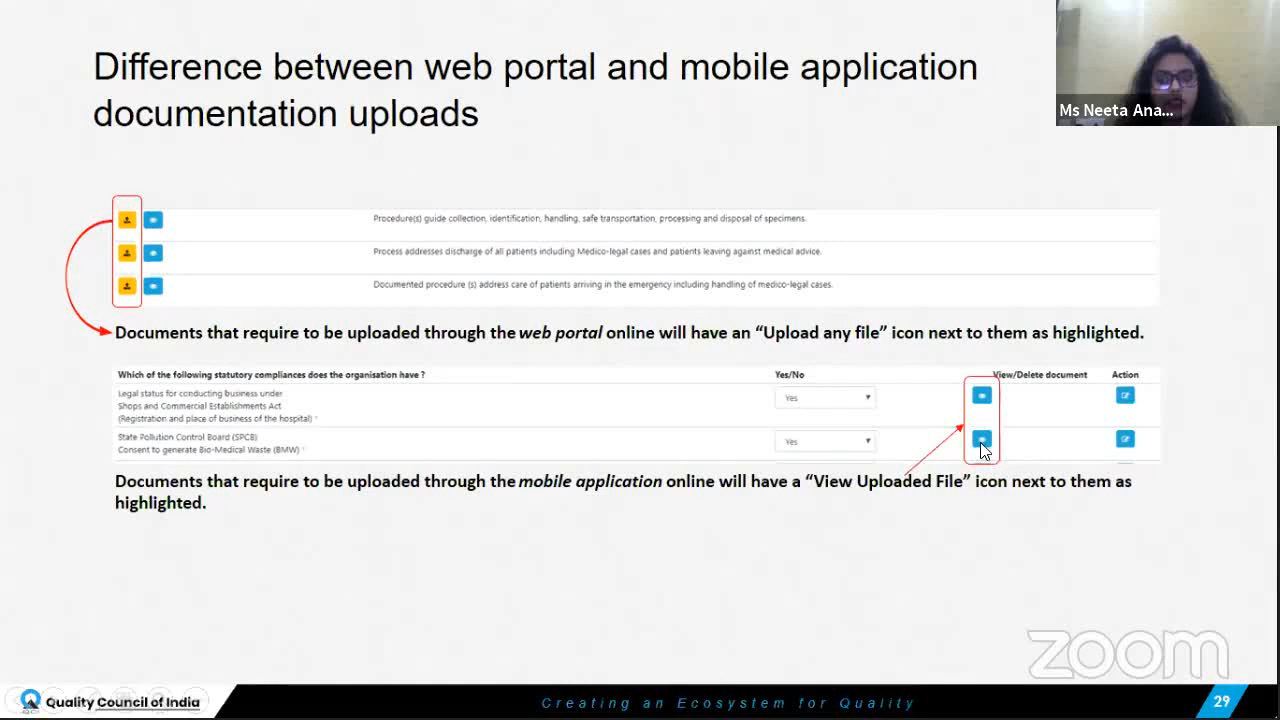 Difference between web portal and mobile application
documentation uploads
Ms Neeta Ana...
Procedure(s) guide collection, identification, handling, safe transportation, processing and disposal of specimens.
Process addresses discharge of all patients including Medico-legal cases and patients leaving against medical advice.
Documented procedure (s) address care of patients arriving in the emergency including handling of medico-legal cases.
Documents that require to be uploaded through the web portal online will have an “Upload any file” icon next to them as highlighted.
Which of the following statutory compliances does the organisation have ? Yes/No View/Delete document Action
Legal status for conducting business under
Shops and Commercial Establishments Act
(Registration and place of business of the hospital) *
Yes
State Pollution Control Board (SPCB)
Consent to generate Bio-Medical Waste (BMW) *
Yes
Documents that require to be uploaded through the mobile application online will have a “View Uploaded File” icon next to them as
highlighted.
zoom
Quality Council of India
Creating an Ecosystem for Quality
29